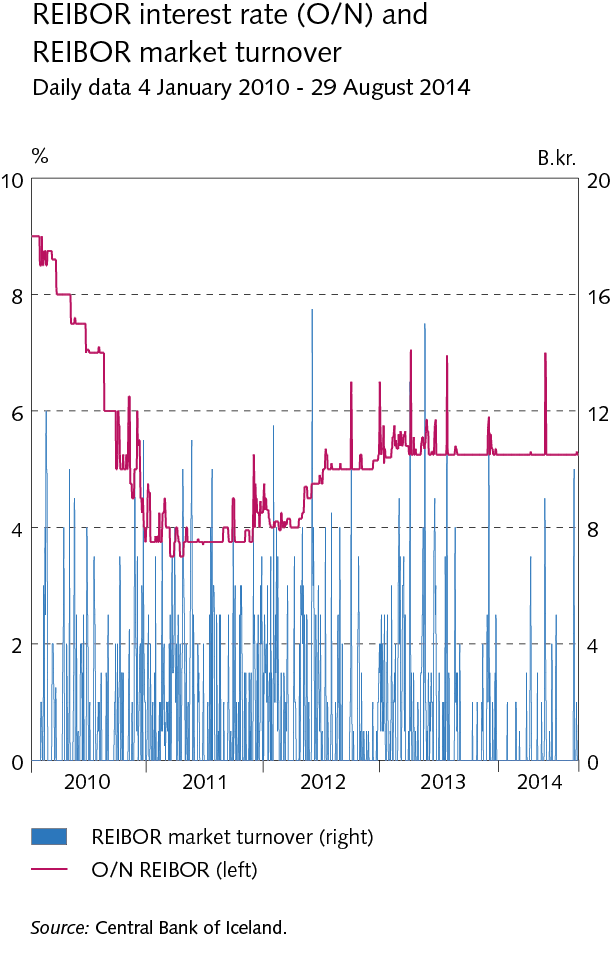 REIBOR interest rate (O/N) and
REIBOR market turnover
Daily data 4 January 2010 - 29 August 2014
% B.kr.
10 20
8 16
6 12
4 8
2 4
0 0
2010 2011 2012 2013 2014
REIBOR market turnover (right)
O/N REIBOR (left)
Source: Central Bank of Iceland.